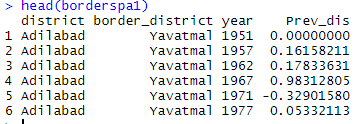 > head(borderspa1)
district border_district year Prev_dis
1 Adilabad Yavatmal 1951 0.00000000
2 Adilabad Yavatmal 1957 0.16158211
3 Adilabad Yavatmal 1962 0.17833631
4 Adilabad Yavatmal 1967 0.98312805
5 Adilabad Yavatmal 1971 -0.32901580
6 Adilabad Yavatmal 1977 0.05332113